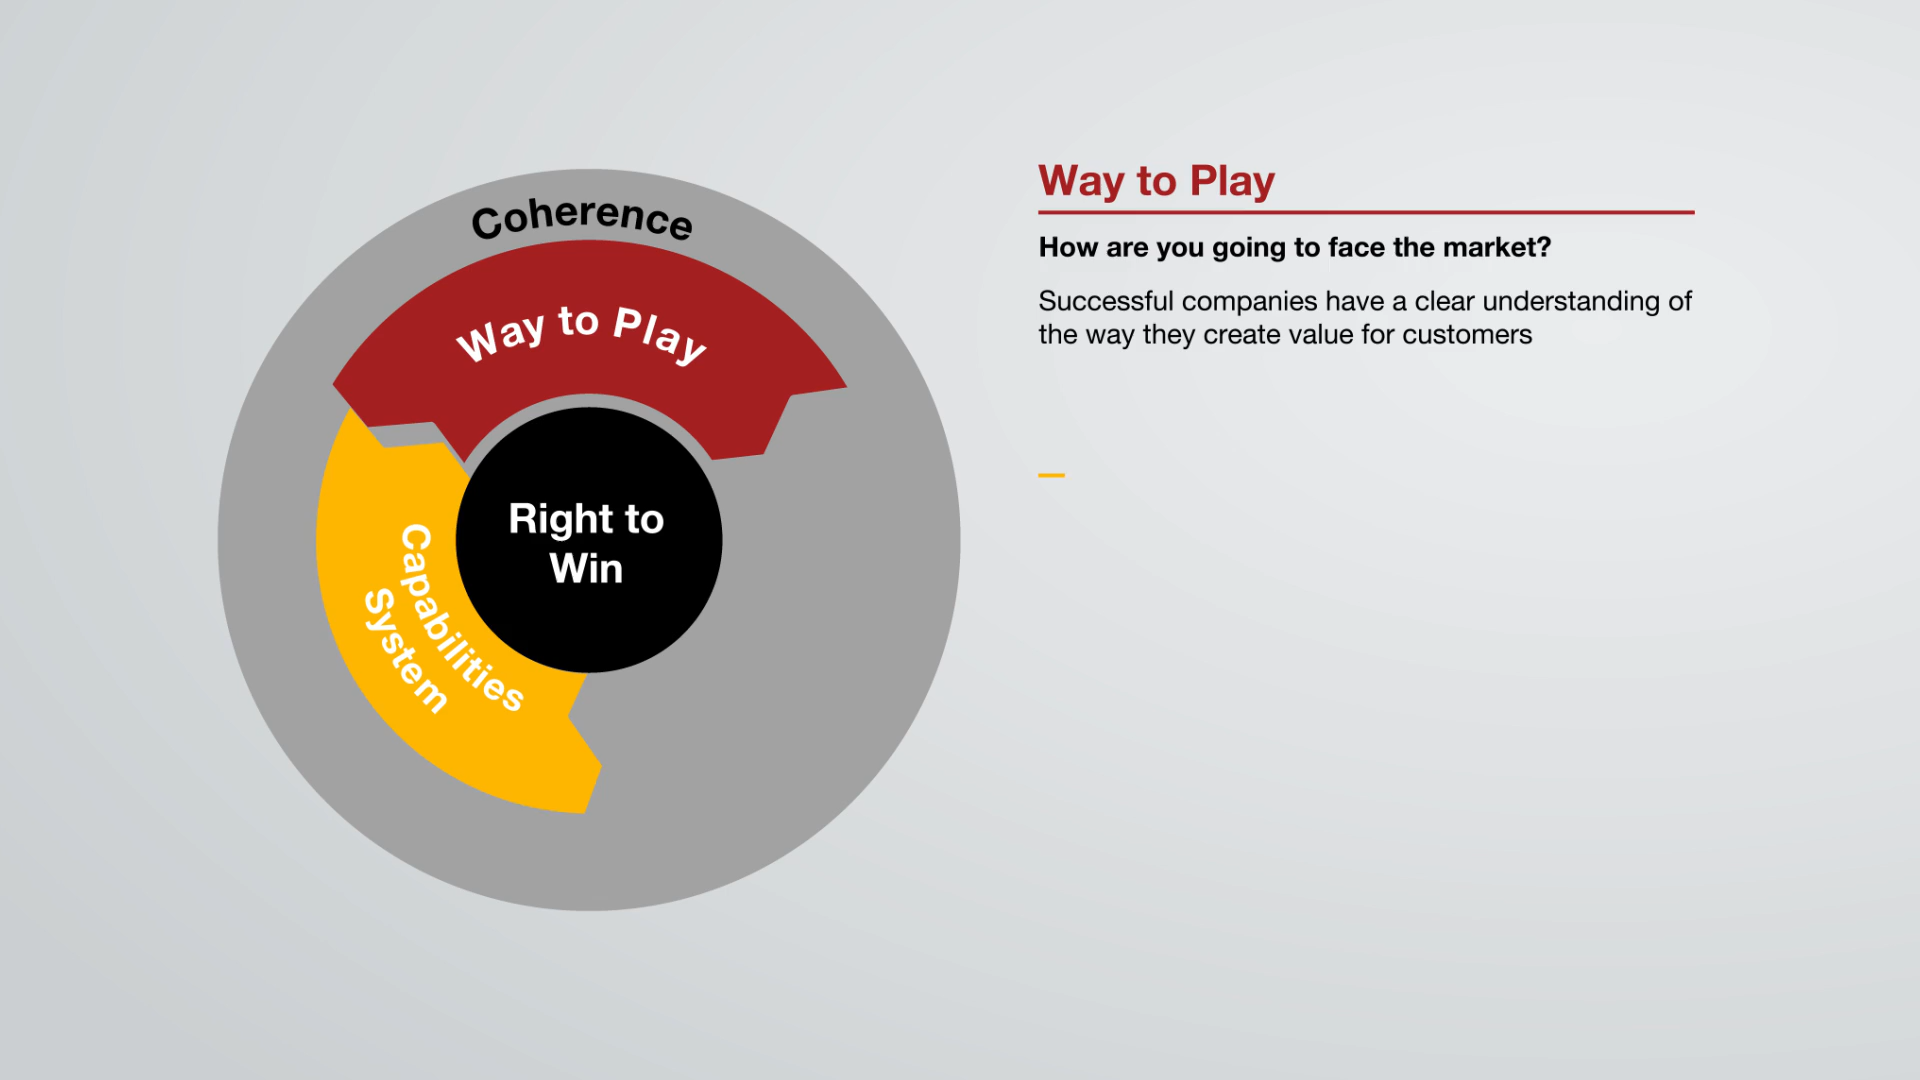 Coherence
Way to Play
Right to
Win
Capabilities
System
Way to Play
How are you going to face the market?
Successful companies have a clear understanding of
the way they create value for customers